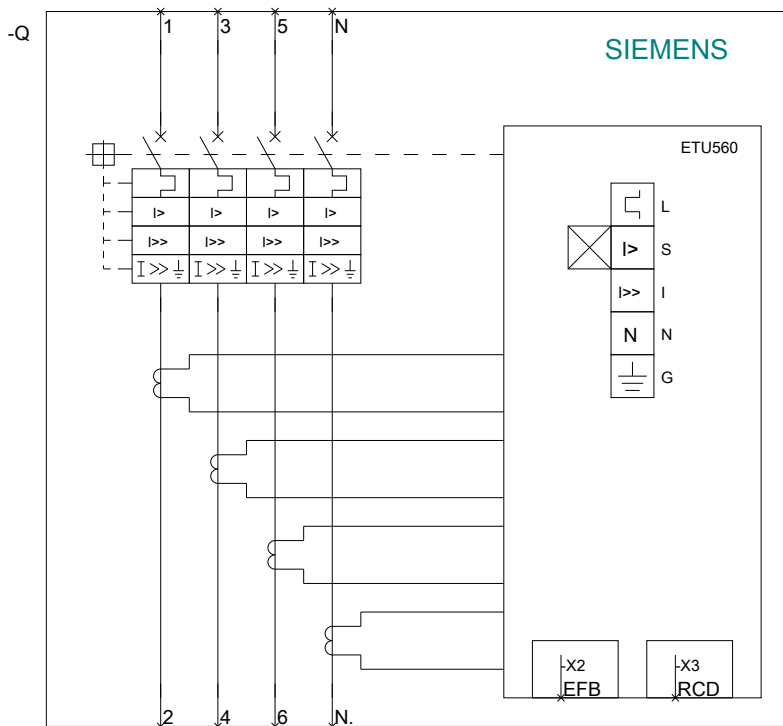 -Q
1 3 5 N
SIEMENS
ETU560
L
I> I> I> I>
I> S
I>> I>> I>> I>>
I>> ⏚ I>> ⏚ I>> ⏚ I>> ⏚
I>> I
N N
G
-X2 -X3
EFB RCD
2 4 6 N.